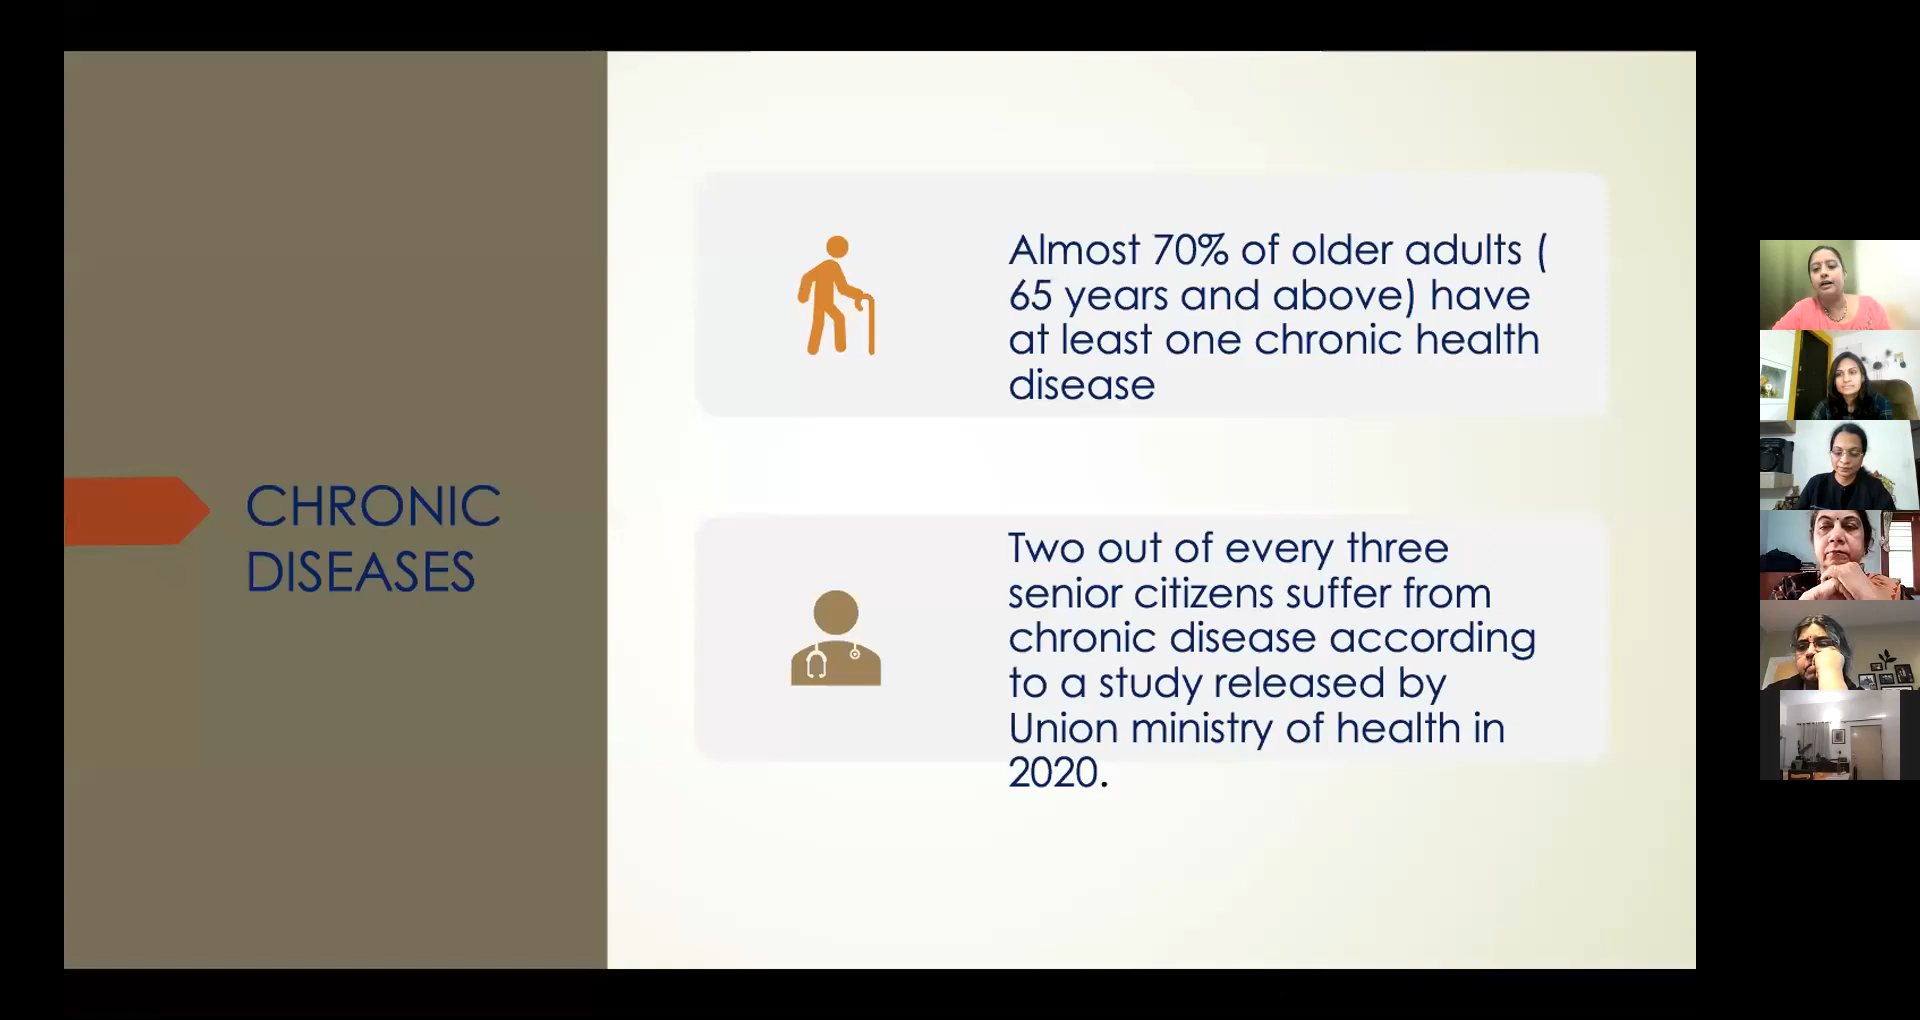 CHRONIC
DISEASES
Almost 70% of older adults (
65 years and above) have
at least one chronic health
disease
Two out of every three
senior citizens suffer from
chronic disease according
to a study released by
Union ministry of health in
2020.